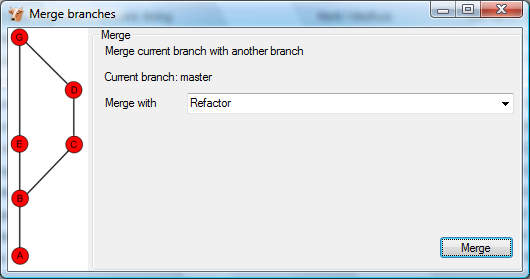 Merge branches
Merge
Merge current branch with another branch
Current branch: master
Merge with
Refactor
Merge
G
D
E
C
B
A